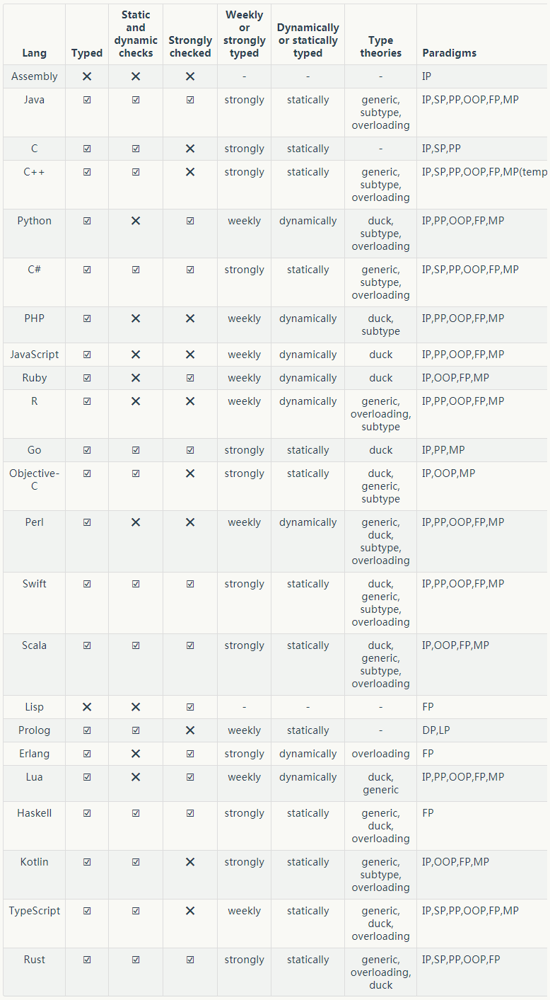 Lang Typed Static and dynamic checks Strongly checked Weekly or strongly typed Dynamically or statically typed Type theories Paradigms
Assembly ❌ ❌ ❌ - - - IP
Java ☑ ☑ ☑ strongly statically generic, subtype, overloading IP,SP,PP,OOP,FP,MP
C ☑ ☑ ❌ strongly statically - IP,SP,PP
C++ ☑ ☑ ❌ strongly statically generic, subtype, overloading IP,SP,PP,OOP,FP,MP(temp
Python ☑ ❌ ☑ weekly dynamically duck, subtype, overloading IP,PP,OOP,FP,MP
C# ☑ ☑ ☑ strongly statically generic, subtype, overloading IP,SP,PP,OOP,FP,MP
PHP ☑ ❌ ❌ weekly dynamically duck, subtype IP,PP,OOP,FP,MP
JavaScript ☑ ❌ ❌ weekly dynamically duck IP,PP,OOP,FP,MP
Ruby ☑ ❌ ☑ weekly dynamically duck IP,OOP,FP,MP
R ☑ ❌ ❌ weekly dynamically generic, overloading, subtype IP,PP,OOP,FP,MP
Go ☑ ☑ ☑ strongly statically duck IP,PP,MP
Objective-C ☑ ☑ ❌ strongly statically duck, generic, subtype IP,OOP,MP
Perl ☑ ❌ ❌ weekly dynamically generic, duck, subtype, overloading IP,PP,OOP,FP,MP
Swift ☑ ☑ ☑ strongly statically duck, generic, subtype, overloading IP,PP,OOP,FP,MP
Scala ☑ ☑ ☑ strongly statically duck, generic, subtype, overloading IP,OOP,FP,MP
Lisp ❌ ❌ ☑ - - - FP
Prolog ☑ ☑ ❌ weekly statically - DP,LP
Erlang ☑ ❌ ☑ strongly dynamically overloading FP
Lua ☑ ❌ ☑ weekly dynamically duck, generic IP,PP,OOP,FP,MP
Haskell ☑ ☑ ☑ strongly statically generic, duck, overloading FP
Kotlin ☑ ☑ ❌ strongly statically generic, subtype, overloading IP,OOP,FP,MP
TypeScript ☑ ☑ ❌ weekly statically generic, duck, overloading IP,SP,PP,OOP,FP,MP
Rust ☑ ☑ ☑ strongly statically generic, overloading, duck IP,SP,PP,OOP,FP